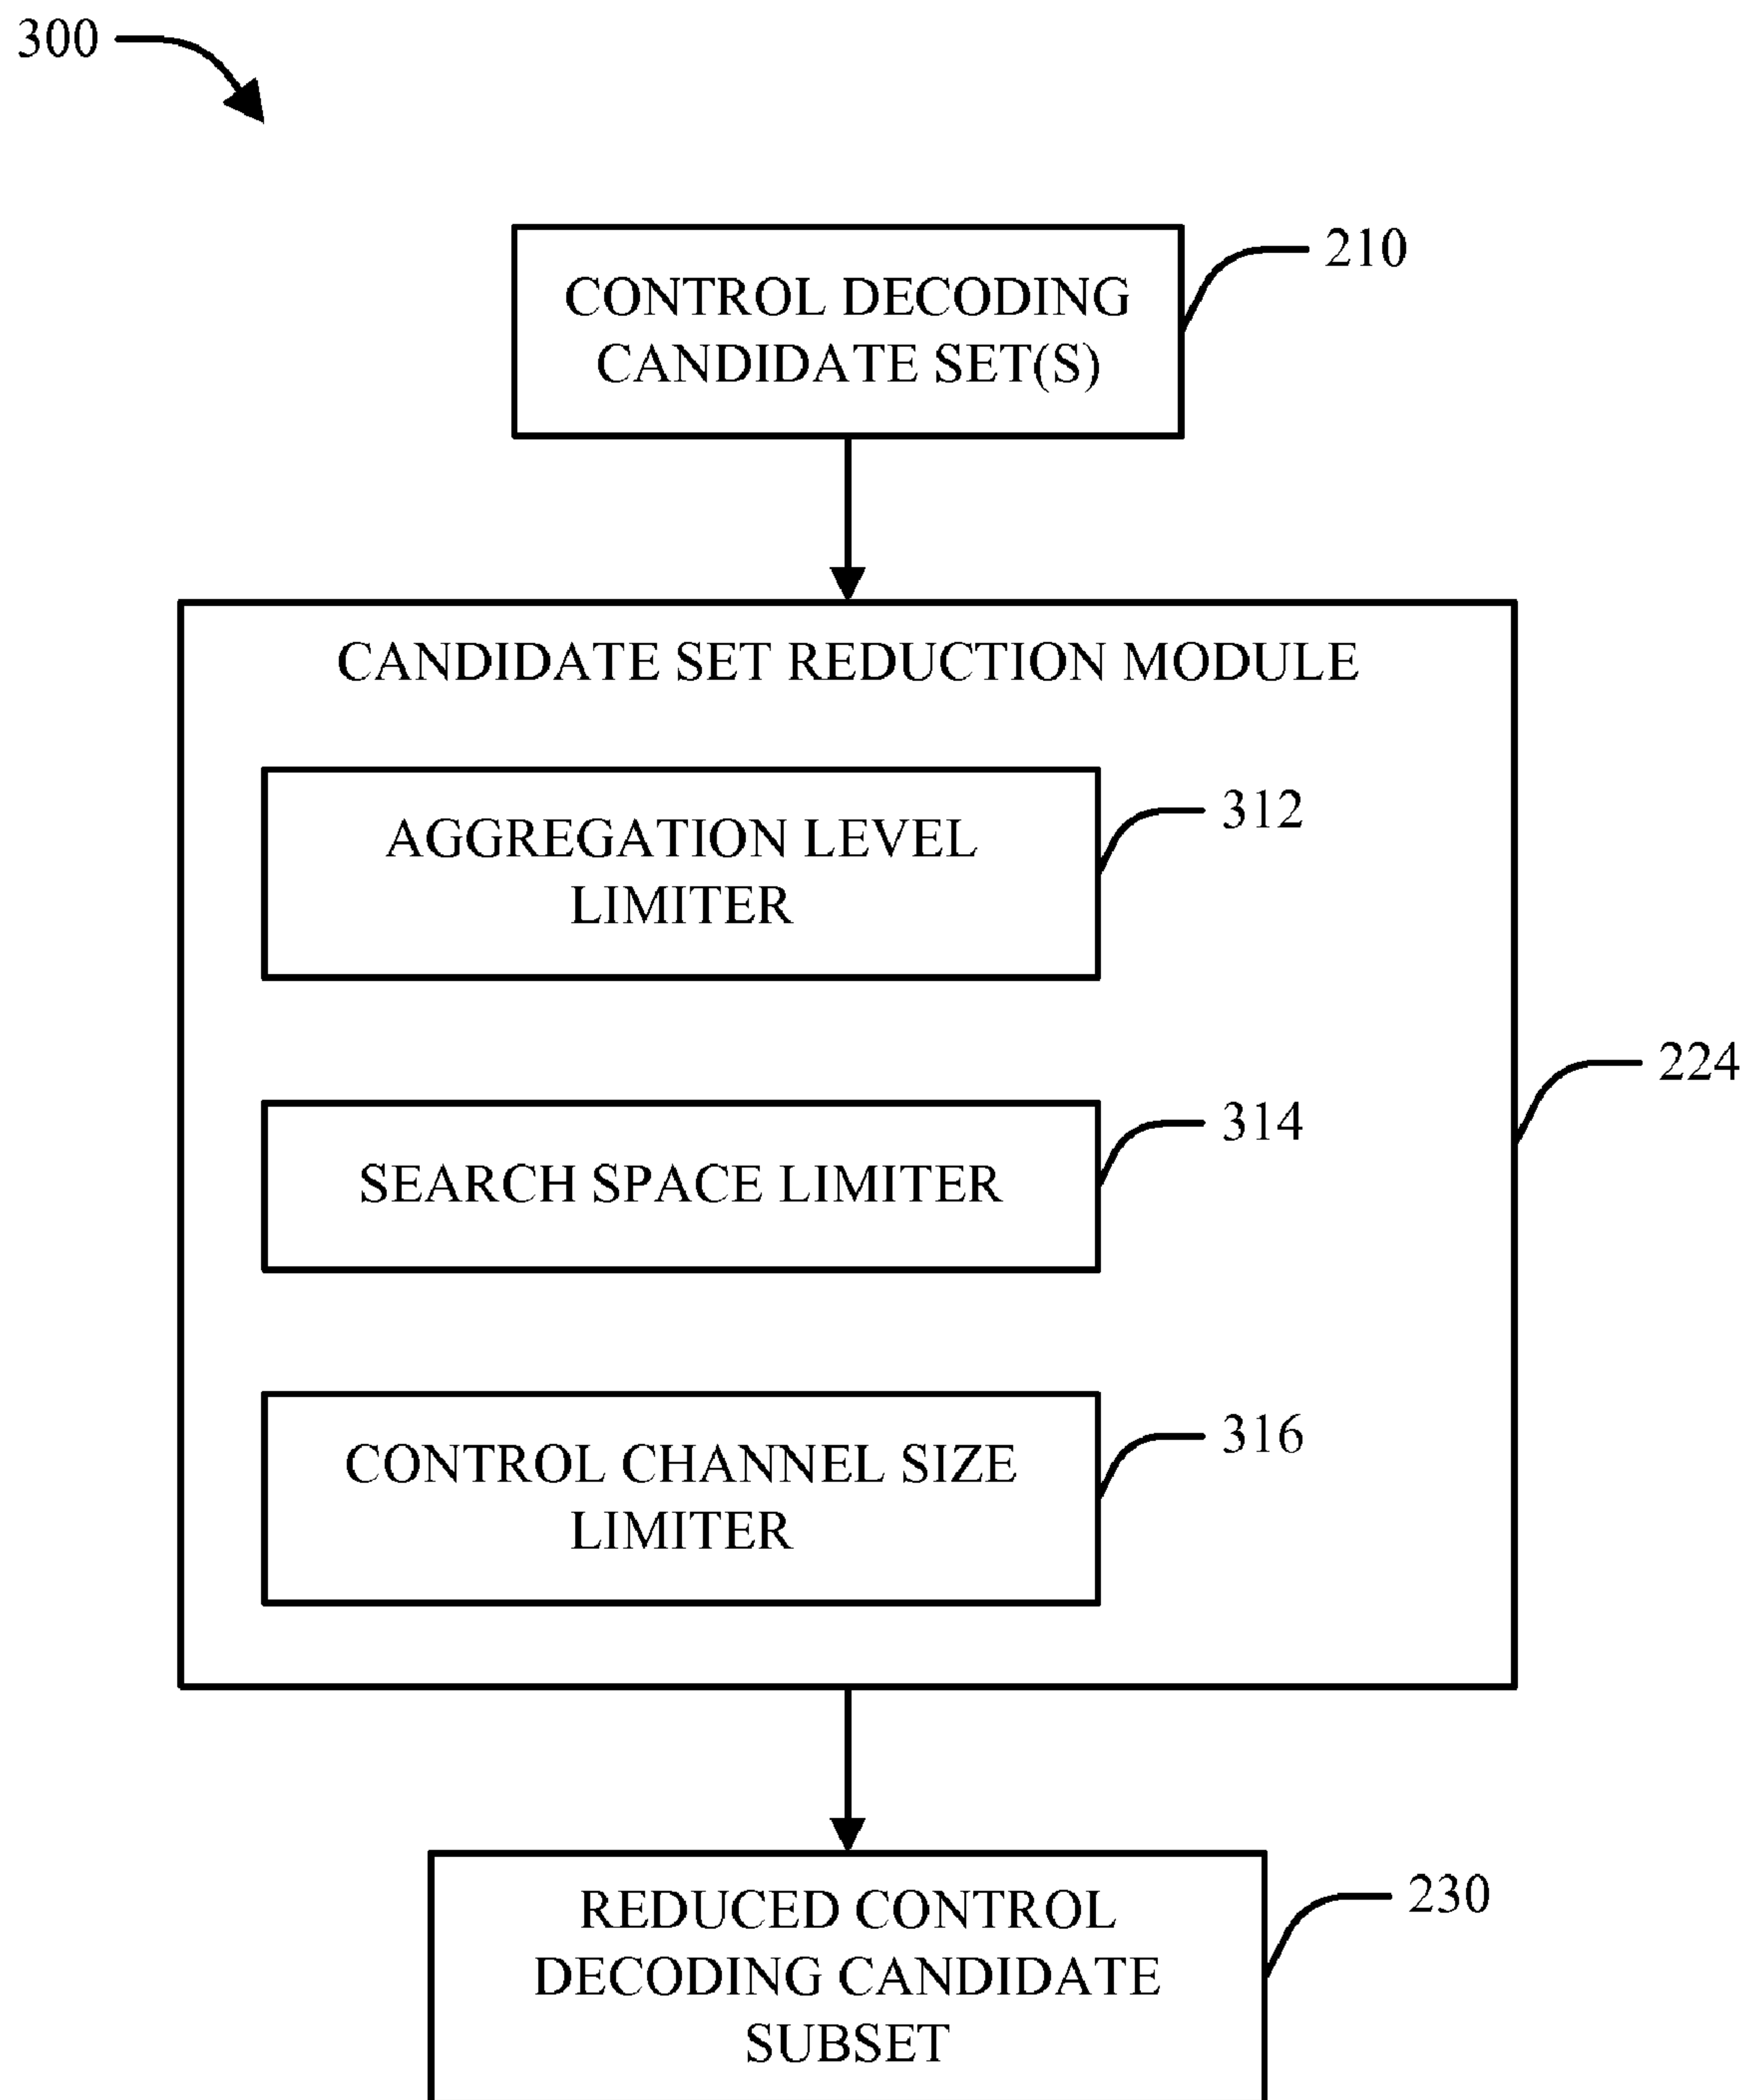 300
210
CONTROL DECODING
CANDIDATE SET(S)
CANDIDATE SET REDUCTION MODULE
312
AGGREGATION LEVEL
LIMITER
224
314
SEARCH SPACE LIMITER
316
CONTROL CHANNEL SIZE
LIMITER
230
REDUCED CONTROL
DECODING CANDIDATE
SUBSET